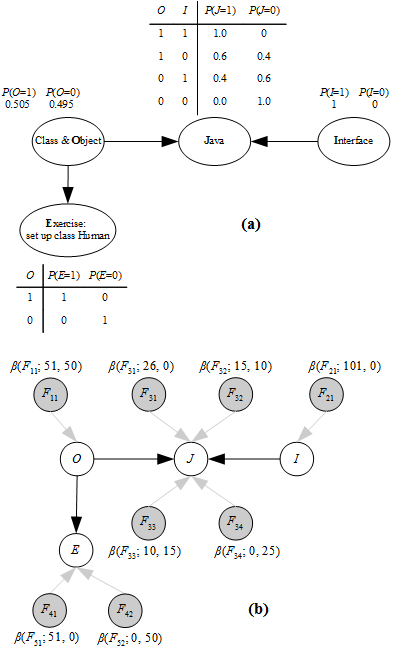 O I P(J=1) P(J=0)
1 1 1.0 0
1 0 0.6 0.4
0 1 0.4 0.6
0 0 0.0 1.0
P(O=1) P(O=0)
0.505 0.495
P(I=1) P(I=0)
1 0
Class & Object
Java
Interface
Exercise:
set up class Human
(a)
O P(E=1) P(E=0)
1 1 0
0 0 1
β(F11; 51, 50) β(F31; 26, 0) β(F32; 15, 10) β(F21; 101, 0)
F11 F31 F32 F21
O J I
F33 F34
β(F33; 10, 15) β(F34; 0, 25)
E
F41 F42
(b)
β(F51; 51, 0) β(F52; 0, 50)